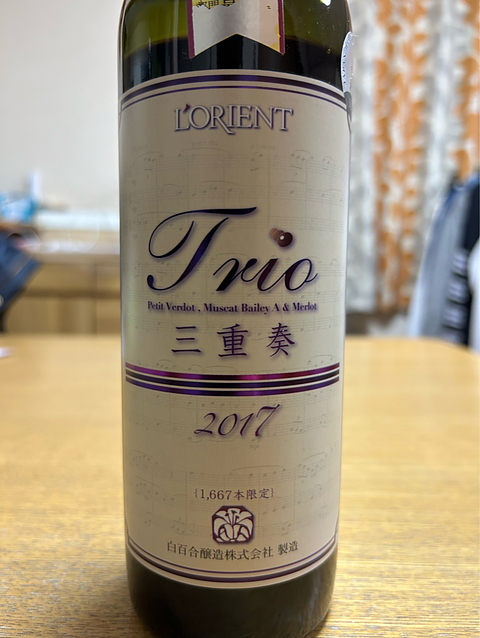 L'ORIENT
Trio
Petit Verdot , Muscat Bailey A & Merlot
三重奏
2017
{1,667本限定}
白百合醸造株式会社 製造